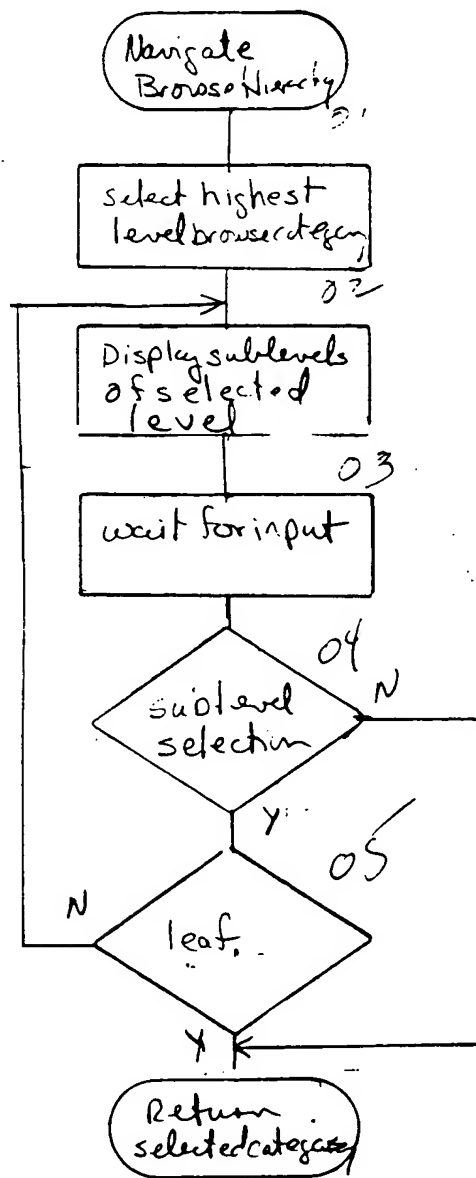 Navigate
Browse Hierarchy
01
select highest
level browse category
02
Display sublevels
of selected
level
03
wait for input
04
N
sublevel
selection
Y
05
N
leaf
Y
Return
selected category